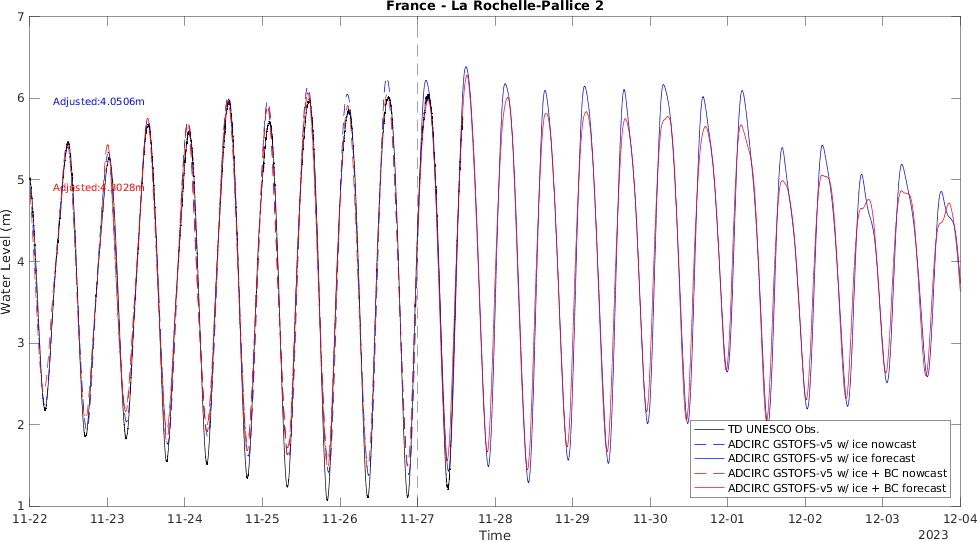 France - La Rochelle-Pallice 2
7
6
5
4
3
2
1
Water Level (m)
Adjusted:4.0506m
Adjusted:4.3028m
TD UNESCO Obs.
ADCIRC GSTOFS-v5 w/ ice nowcast
ADCIRC GSTOFS-v5 w/ ice forecast
ADCIRC GSTOFS-v5 w/ ice + BC nowcast
ADCIRC GSTOFS-v5 w/ ice + BC forecast
11-22 11-23 11-24 11-25 11-26 11-27 11-28 11-29 11-30 12-01 12-02 12-03 12-04
Time
2023